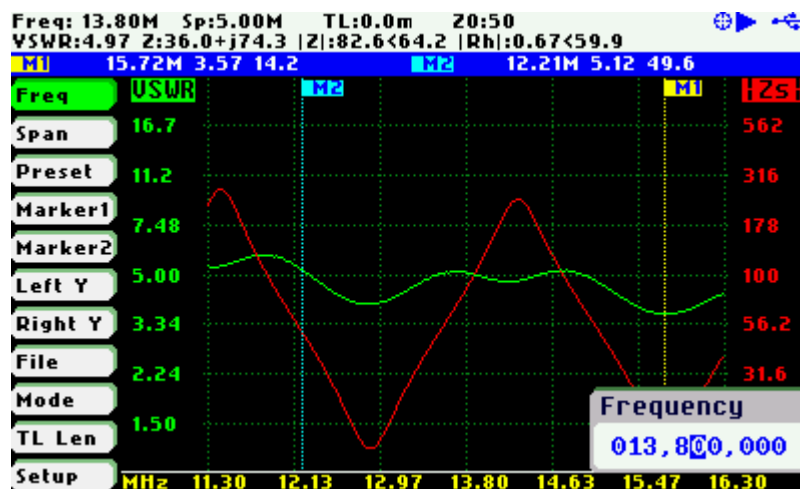 Freq: 13.80M Sp:5.00M TL:0.0m Z0:50
VSWR:4.97 Z:36.0+j74.3 |Z|:82.6<64.2 |Rh|:0.67<59.9
M1 15.72M 3.57 14.2 M2 12.21M 5.12 49.6
Freq VSWR M2 M1 |Zs|
Span 16.7 562
Preset 11.2 316
Marker1 7.48 178
Marker2
Left Y 5.00 100
Right Y 3.34 56.2
File 2.24 31.6
Mode 1.50 Frequency
TL Len 013,800,000
Setup MHz 11.30 12.13 12.97 13.80 14.63 15.47 16.30